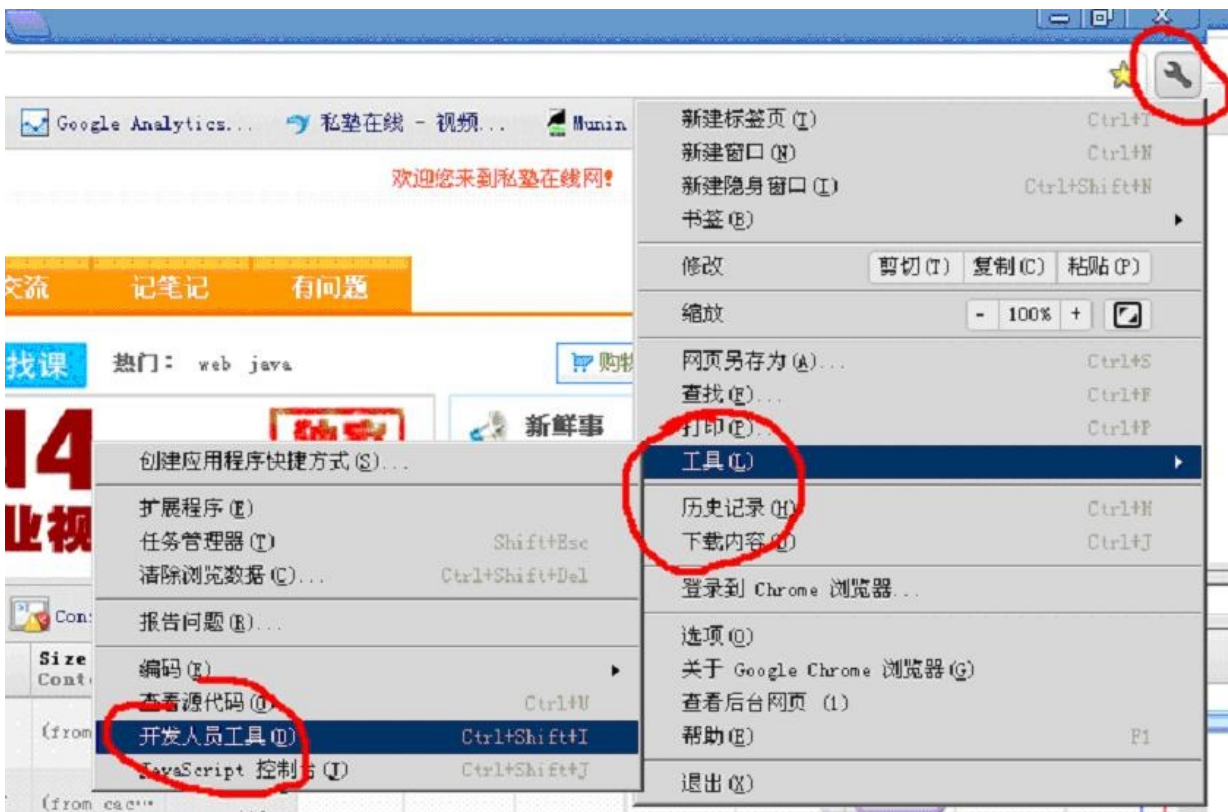 Google Analytics... 私塾在线 - 视频... Munin
欢迎您来到私塾在线网!
交流 记笔记 有问题
找课 热门: web java 购物
14 新鲜事
业视
新建标签页(T) Ctrl+T
新建窗口(N) Ctrl+N
新建隐身窗口(I) Ctrl+Shift+N
书签(B)
修改 剪切(T) 复制(C) 粘贴(P)
缩放 - 100% +
网页另存为(A)... Ctrl+S
查找(F)... Ctrl+F
打印(P)... Ctrl+P
工具(L)
历史记录(H) Ctrl+H
下载内容(D) Ctrl+J
登录到 Chrome 浏览器...
选项(O)
关于 Google Chrome 浏览器(G)
查看后台网页 (1)
帮助(E) F1
退出(X)
创建应用程序快捷方式(S)...
扩展程序(E)
任务管理器(T) Shift+Esc
清除浏览数据(C)... Ctrl+Shift+Del
报告问题(R)...
编码(E)
查看源代码(O) Ctrl+U
开发人员工具(D) Ctrl+Shift+I
JavaScript 控制台(J) Ctrl+Shift+J
Size
(from
(from